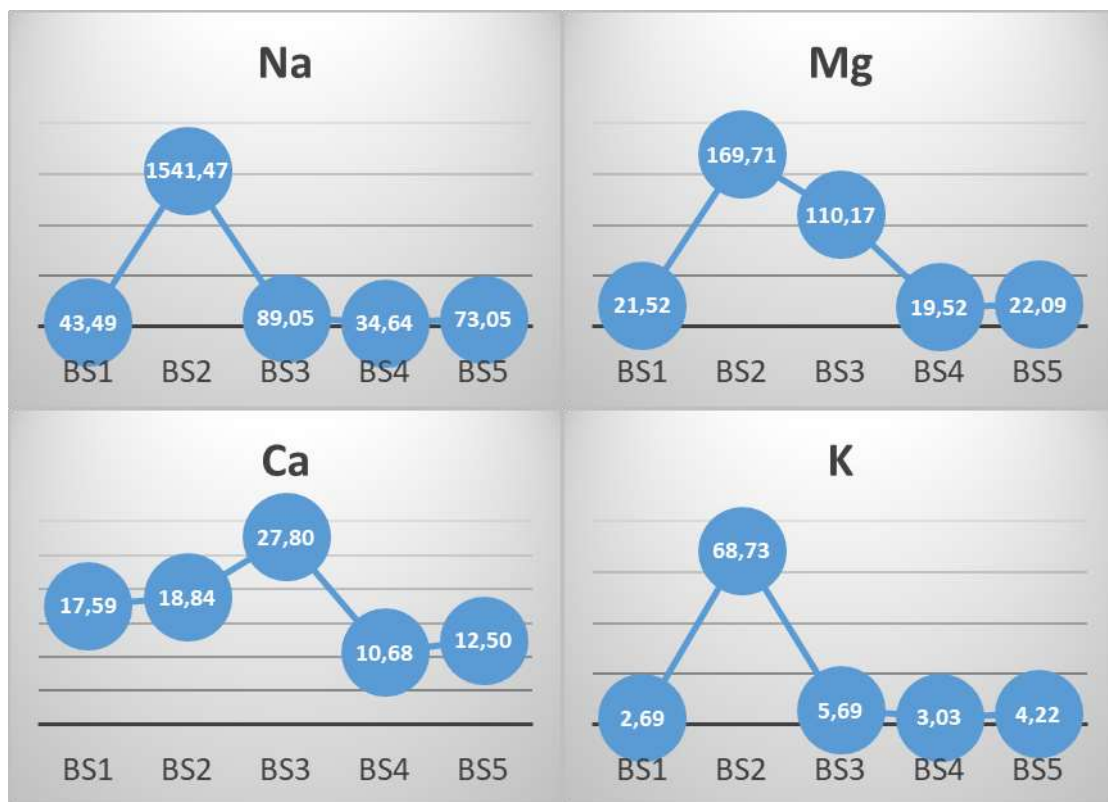 Na
1541,47
43,49
89,05
34,64
73,05
BS1 BS2 BS3 BS4 BS5
Mg
169,71
110,17
21,52
19,52
22,09
BS1 BS2 BS3 BS4 BS5
Ca
27,80
17,59
18,84
10,68
12,50
BS1 BS2 BS3 BS4 BS5
K
68,73
2,69
5,69
3,03
4,22
BS1 BS2 BS3 BS4 BS5